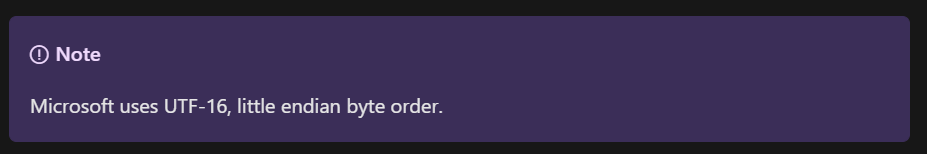 Note
Microsoft uses UTF-16, little endian byte order.